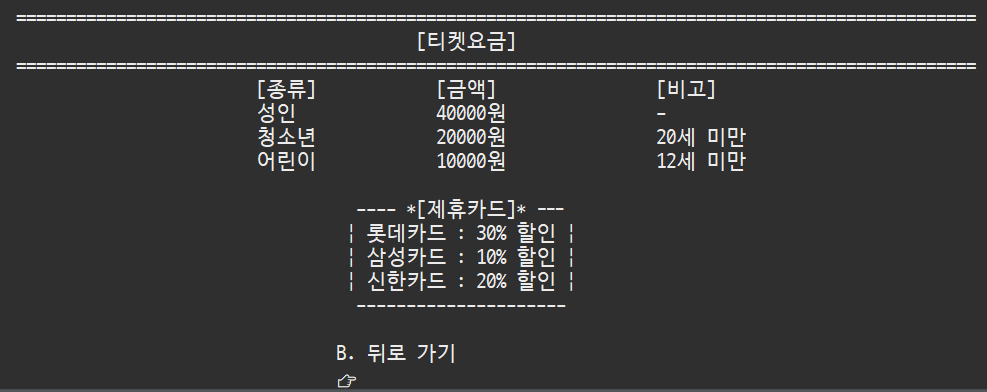 ================================================================================================
[티켓요금]
================================================================================================
[종류] [금액] [비고]
성인 40000원 -
청소년 20000원 20세 미만
어린이 10000원 12세 미만
---- *[제휴카드]* ---
¦ 롯데카드 : 30% 할인 ¦
¦ 삼성카드 : 10% 할인 ¦
¦ 신한카드 : 20% 할인 ¦
---------------------
B. 뒤로 가기
☞